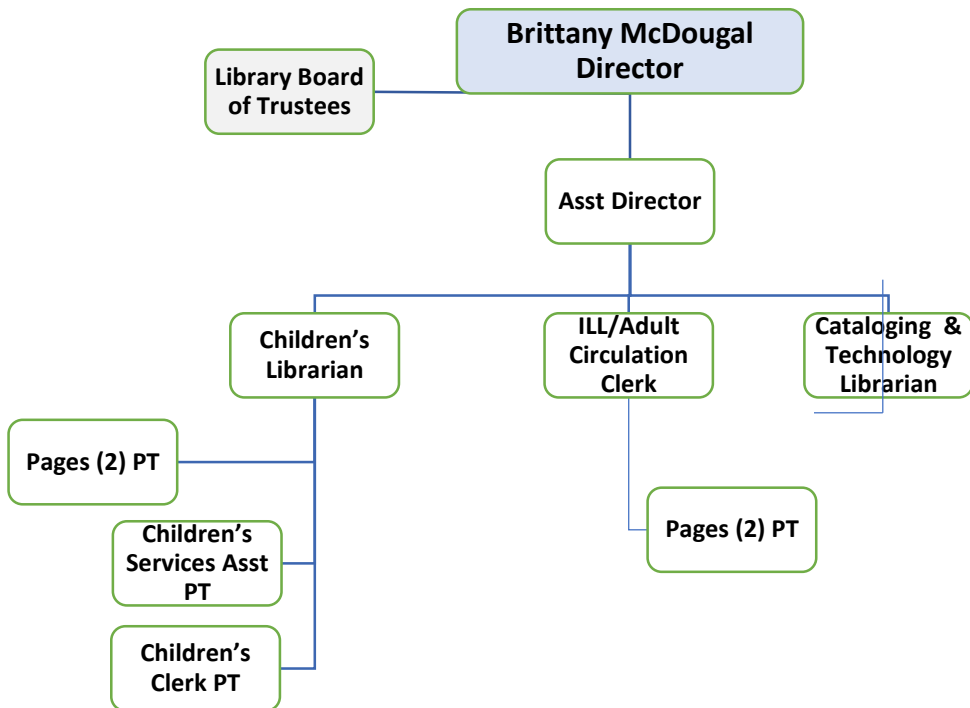 Brittany McDougal
Director
Library Board
of Trustees
Asst Director
Children’s
Librarian
ILL/Adult
Circulation
Clerk
Cataloging &
Technology
Librarian
Pages (2) PT
Children’s
Services Asst
PT
Children’s
Clerk PT
Pages (2) PT